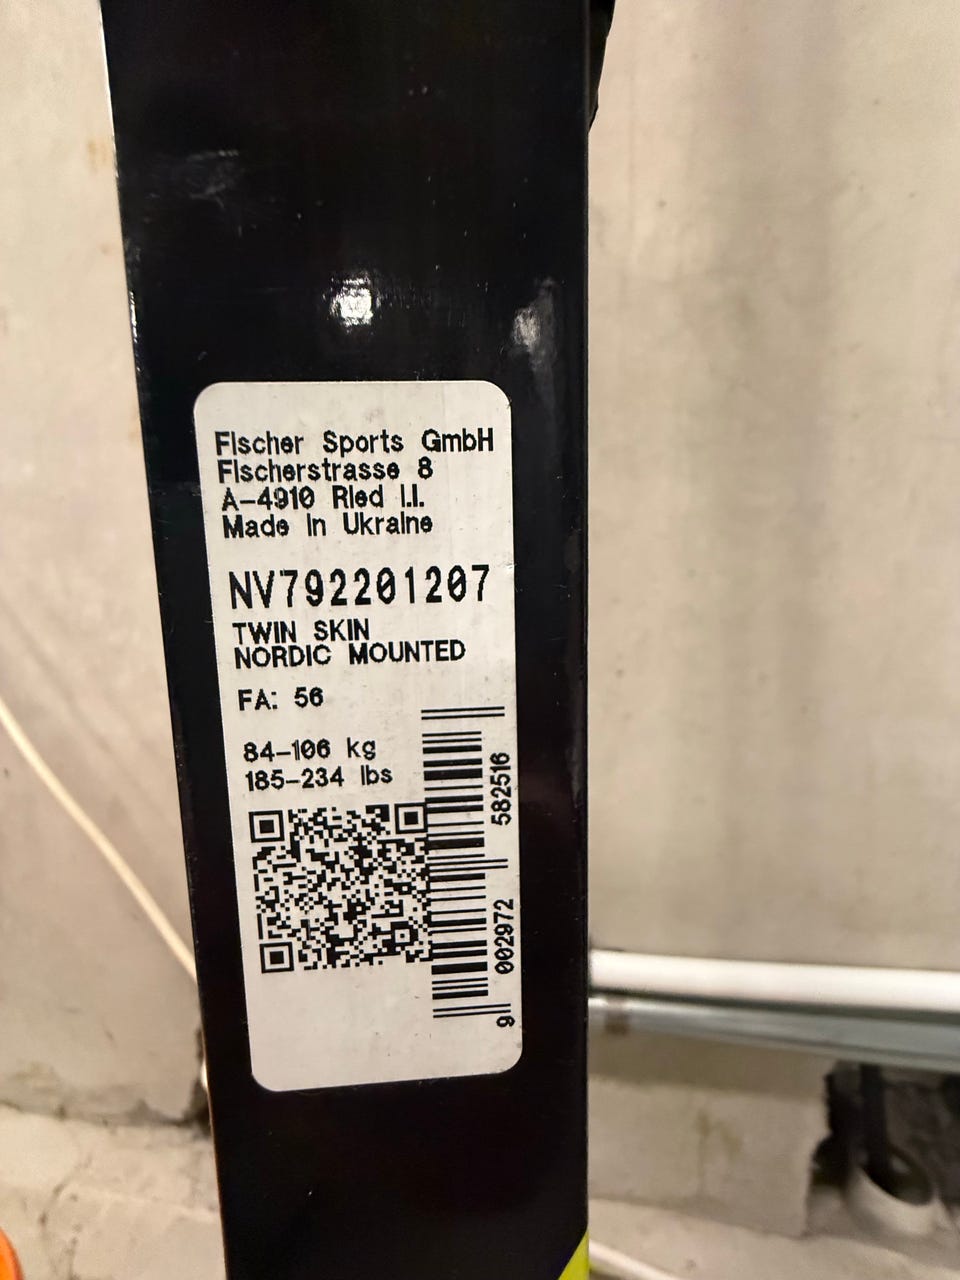 Fischer Sports GmbH
Fischerstrasse 8
A-4910 Ried i.I.
Made in Ukraine
NV792201207
TWIN SKIN
NORDIC MOUNTED
FA: 56
84-106 kg
185-234 lbs
9 002972 582516